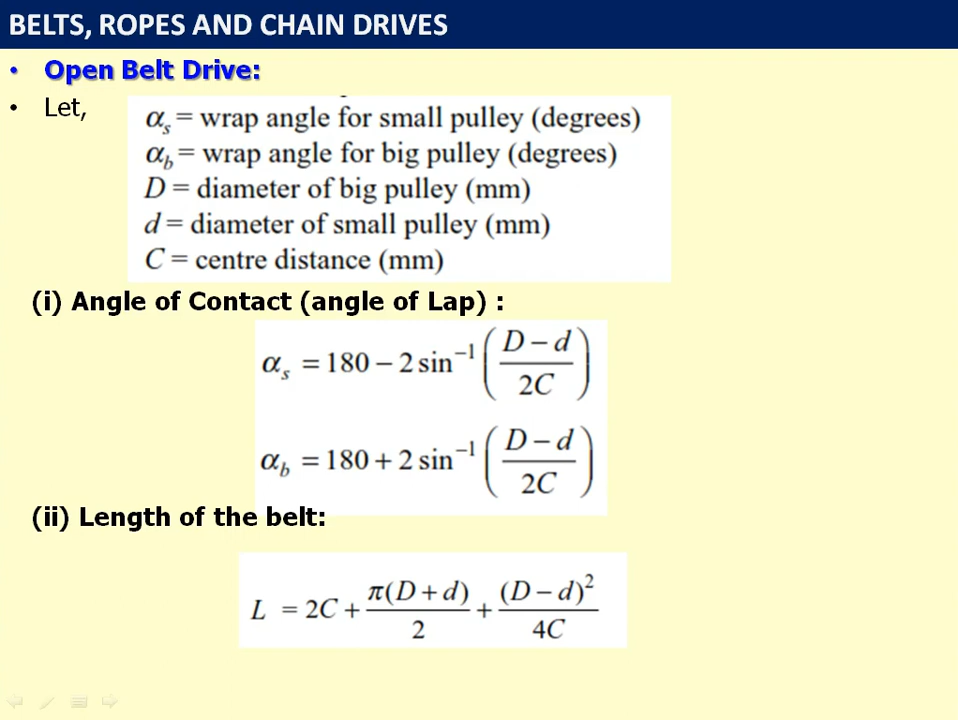 BELTS, ROPES AND CHAIN DRIVES
• Open Belt Drive:
• Let,
αₛ = wrap angle for small pulley (degrees)
α_b = wrap angle for big pulley (degrees)
D = diameter of big pulley (mm)
d = diameter of small pulley (mm)
C = centre distance (mm)
(i) Angle of Contact (angle of Lap) :
αₛ = 180 − 2 sin⁻¹ ( (D − d) / 2C )
α_b = 180 + 2 sin⁻¹ ( (D − d) / 2C )
(ii) Length of the belt:
L = 2C + π(D + d) / 2 + (D − d)² / 4C